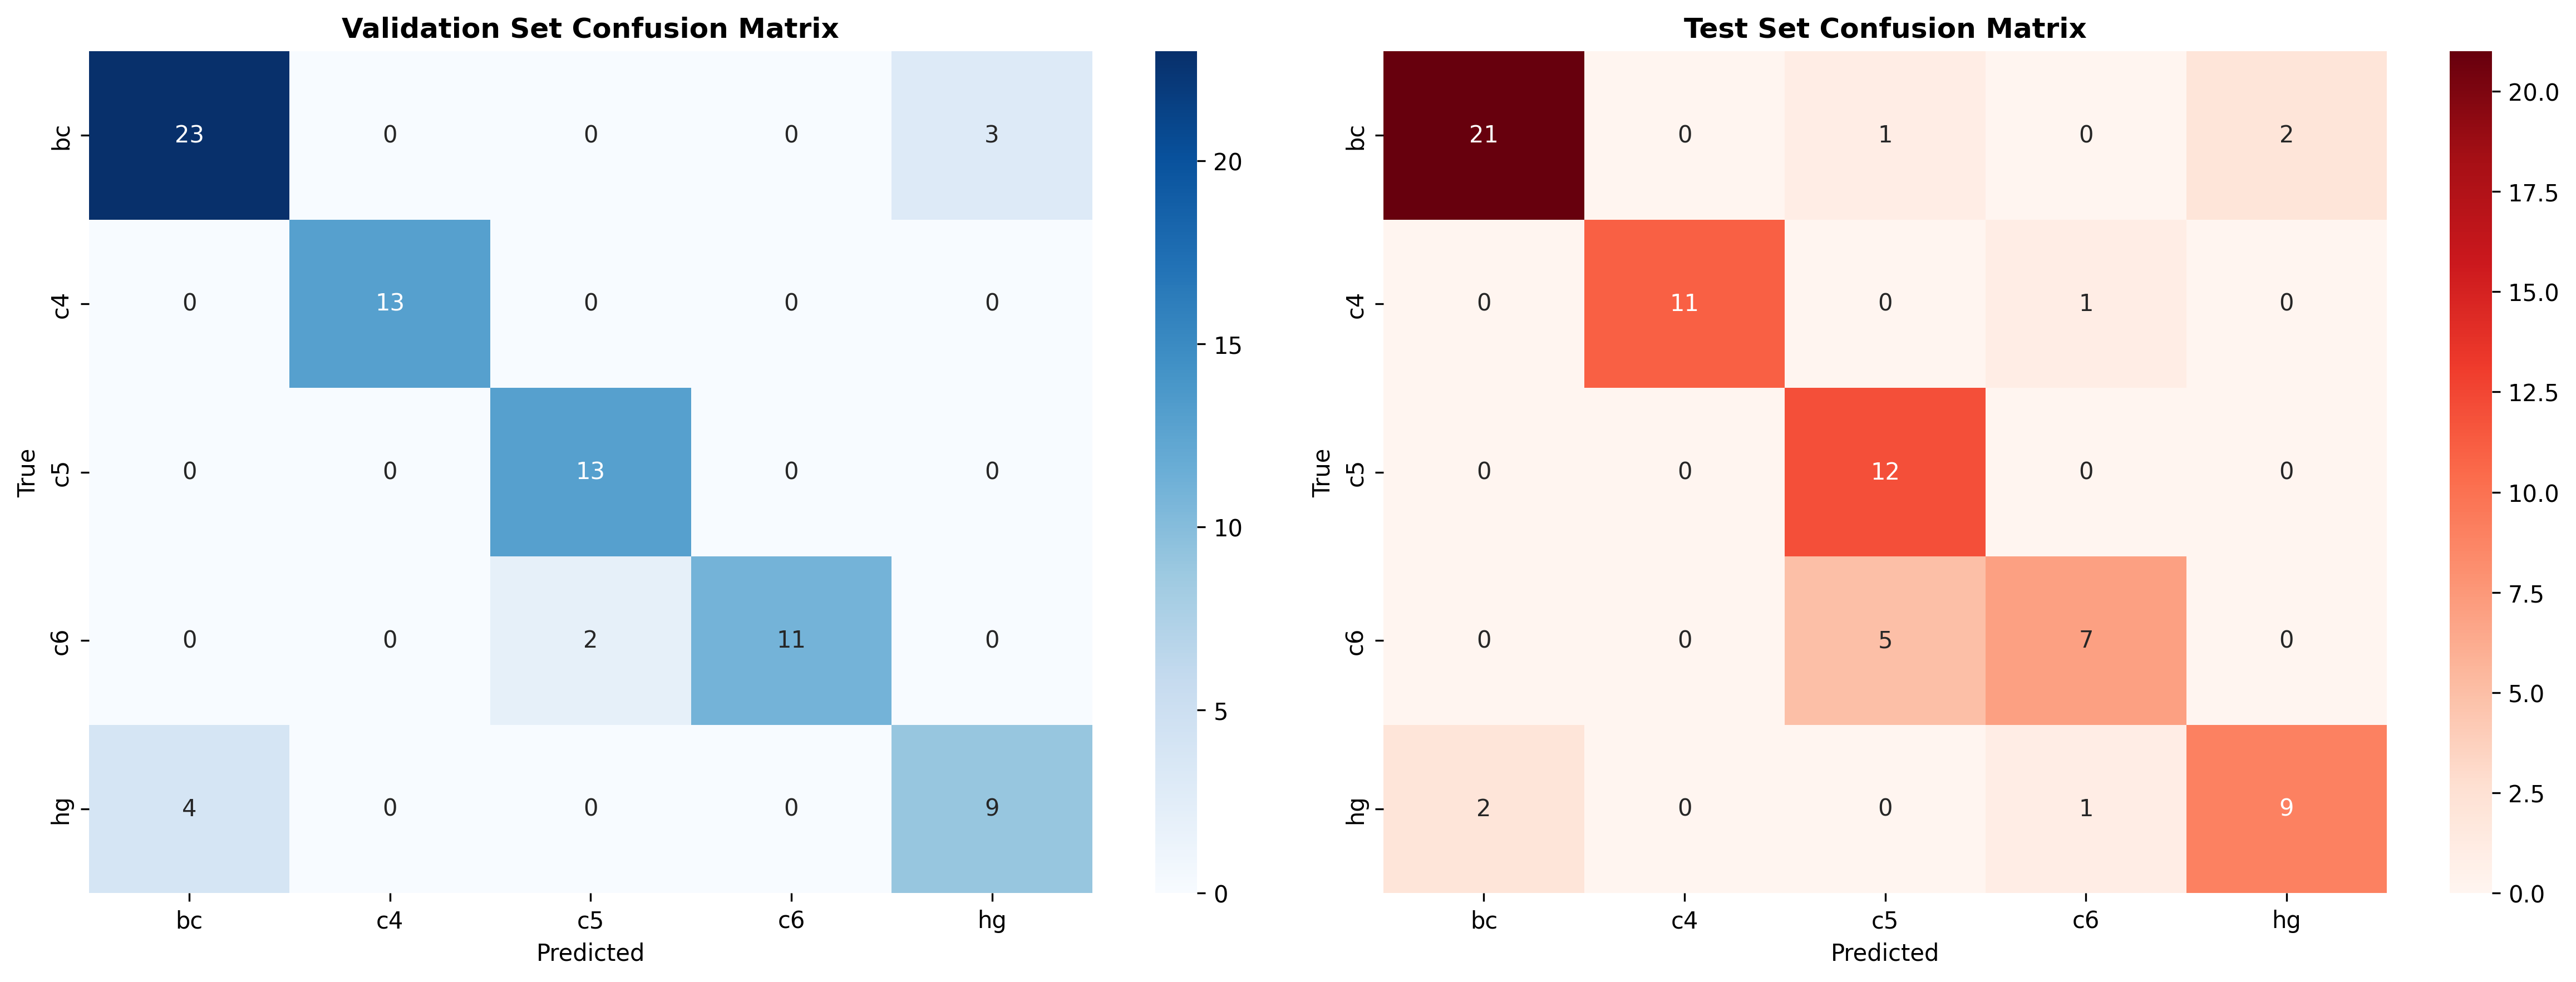 Validation Set Confusion Matrix
bc 23 0 0 0 3
c4 0 13 0 0 0
c5 0 0 13 0 0
c6 0 0 2 11 0
hg 4 0 0 0 9
True
bc c4 c5 c6 hg
Predicted
20
15
10
5
0
Test Set Confusion Matrix
bc 21 0 1 0 2
c4 0 11 0 1 0
c5 0 0 12 0 0
c6 0 0 5 7 0
hg 2 0 0 1 9
True
bc c4 c5 c6 hg
Predicted
20.0
17.5
15.0
12.5
10.0
7.5
5.0
2.5
0.0